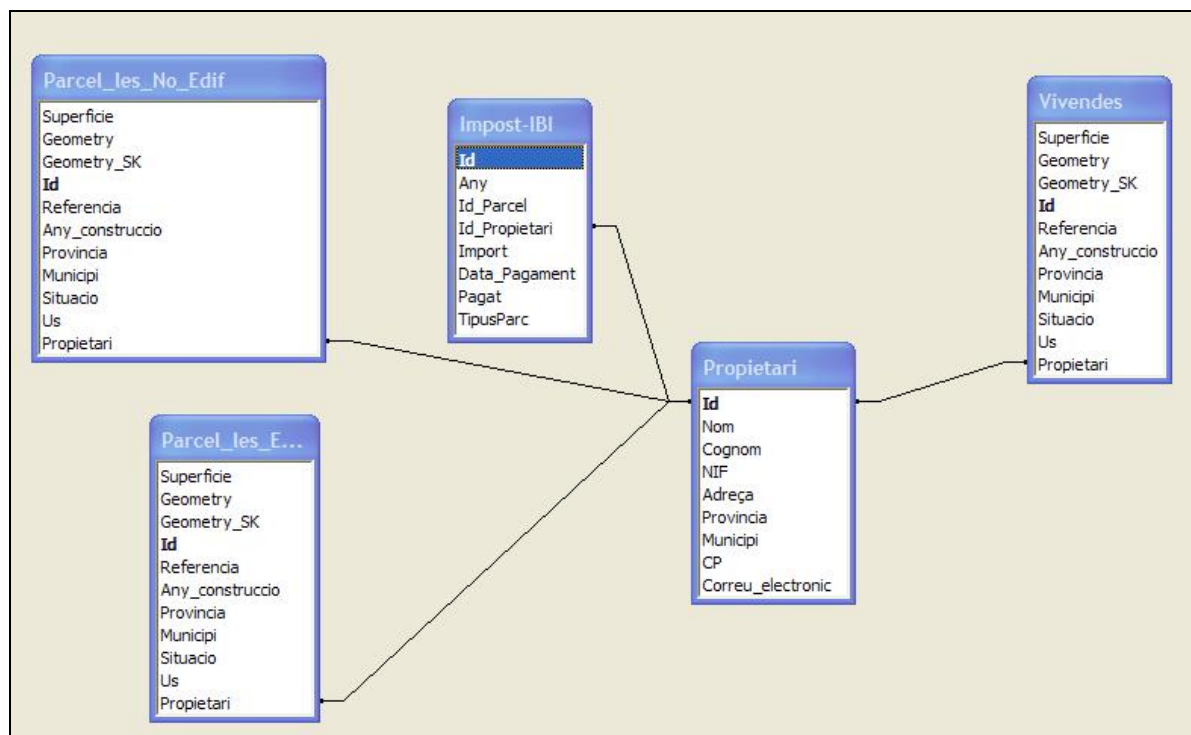 Parcel_les_No_Edif
Superficie
Geometry
Geometry_SK
Id
Referencia
Any_construccio
Provincia
Municipi
Situacio
Us
Propietari
Impost-IBI
Id
Any
Id_Parcel
Id_Propietari
Import
Data_Pagament
Pagat
TipusParc
Vivendes
Superficie
Geometry
Geometry_SK
Id
Referencia
Any_construccio
Provincia
Municipi
Situacio
Us
Propietari
Parcel_les_E...
Superficie
Geometry
Geometry_SK
Id
Referencia
Any_construccio
Provincia
Municipi
Situacio
Us
Propietari
Propietari
Id
Nom
Cognom
NIF
Adreça
Provincia
Municipi
CP
Correu_electronic